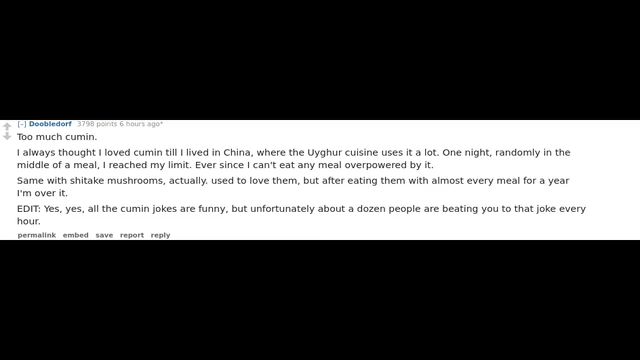 [–] Doobledorf 3798 points 6 hours ago*
Too much cumin.
I always thought I loved cumin till I lived in China, where the Uyghur cuisine uses it a lot. One night, randomly in the
middle of a meal, I reached my limit. Ever since I can't eat any meal overpowered by it.
Same with shitake mushrooms, actually. used to love them, but after eating them with almost every meal for a year
I'm over it.
EDIT: Yes, yes, all the cumin jokes are funny, but unfortunately about a dozen people are beating you to that joke every
hour.
permalink embed save report reply